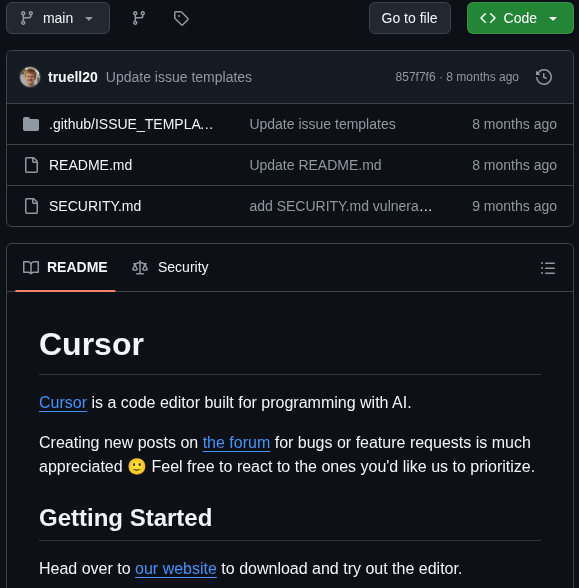 main
Go to file
Code
truell20 Update issue templates 857f7f6 · 8 months ago
.github/ISSUE_TEMPLA… Update issue templates 8 months ago
README.md Update README.md 8 months ago
SECURITY.md add SECURITY.md vulnera… 9 months ago
README Security
Cursor
Cursor is a code editor built for programming with AI.
Creating new posts on the forum for bugs or feature requests is much
appreciated 🙂 Feel free to react to the ones you'd like us to prioritize.
Getting Started
Head over to our website to download and try out the editor.